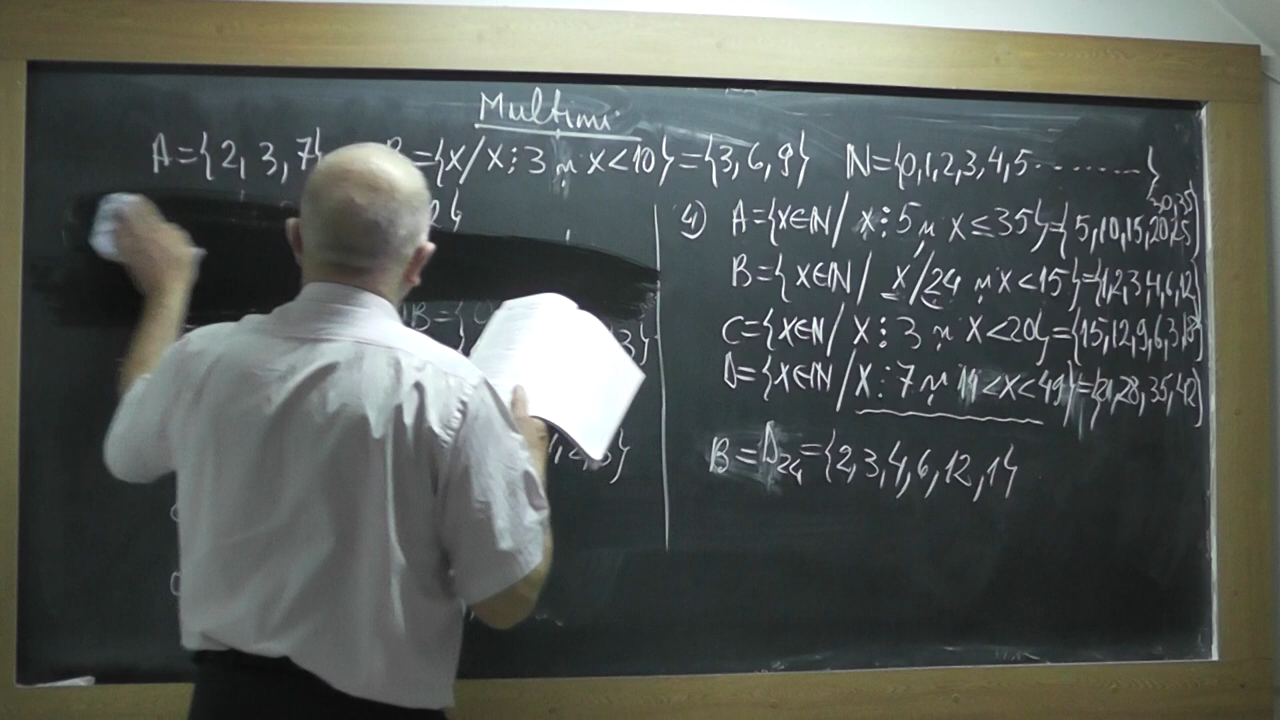 Multimi
A={2, 3, 7} B={x/x⋮3 și x<10}={3,6,9} N={0,1,2,3,4,5..........}
4) A={x∈N/ x⋮5 și x≤35}={5,10,15,20,25
30,35}
B={x∈N/ x/24 și x<15}={1,2,3,4,6,12}
C={x∈N/ x⋮3 și x<20}={15,12,9,6,3,18}
D={x∈N/x⋮7 și 14<x<49}={21,28,35,42}
B=D24={2,3,4,6,12,1}